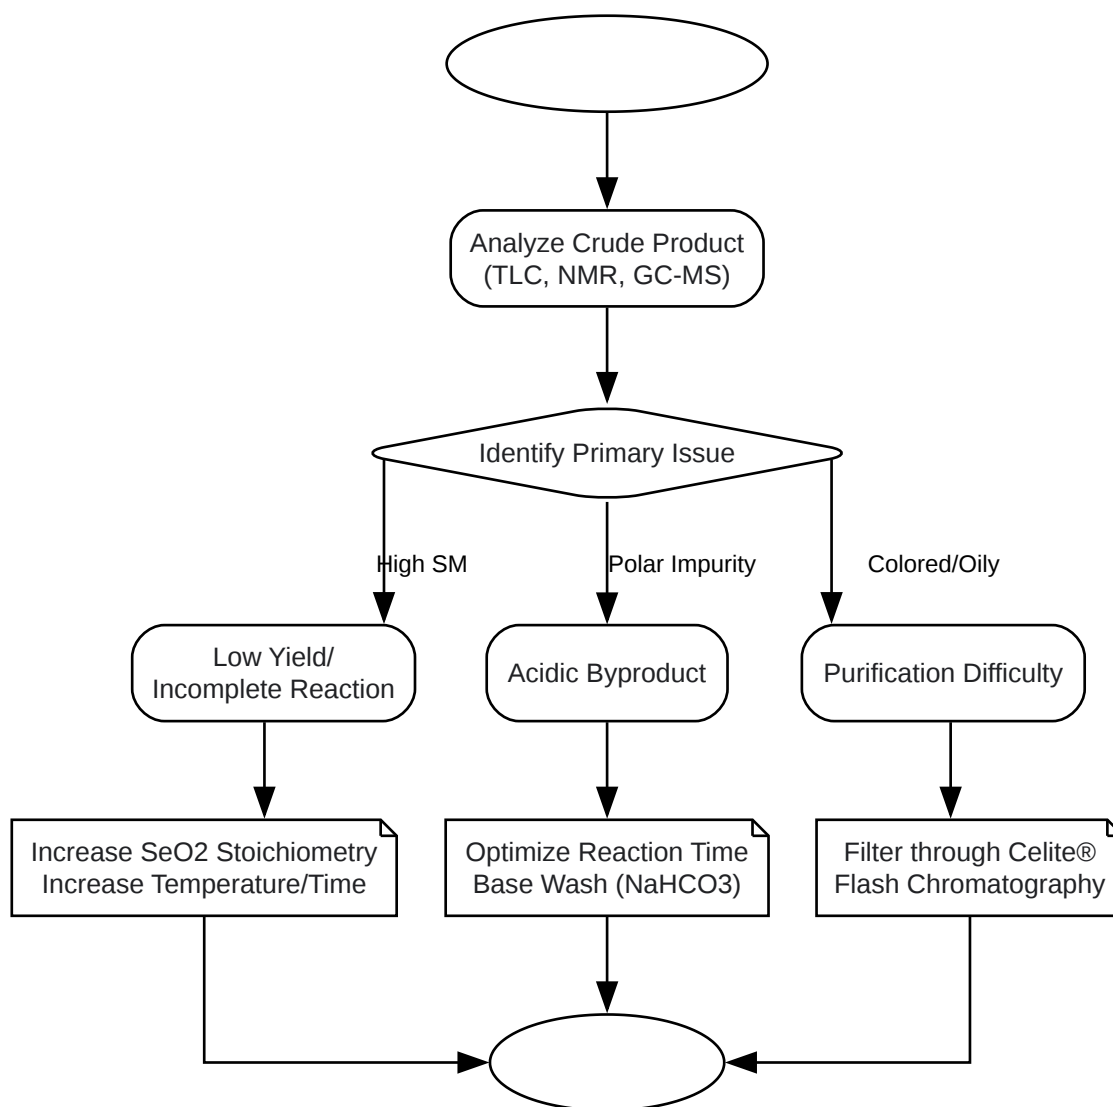 Analyze Crude Product
(TLC, NMR, GC-MS)
Identify Primary Issue
High SM
Polar Impurity
Colored/Oily
Low Yield/
Incomplete Reaction
Acidic Byproduct
Purification Difficulty
Increase SeO2 Stoichiometry
Increase Temperature/Time
Optimize Reaction Time
Base Wash (NaHCO3)
Filter through Celite®
Flash Chromatography